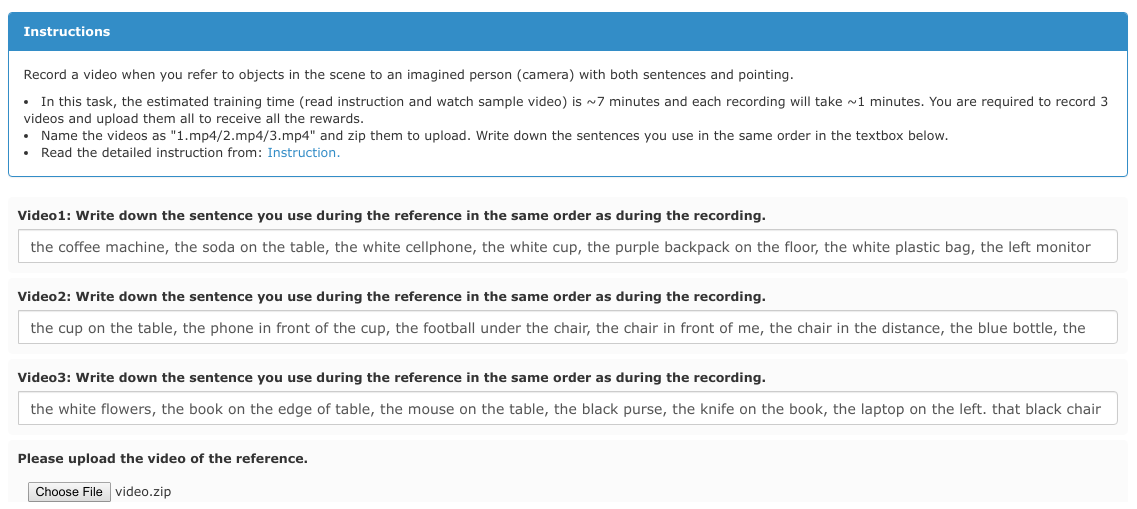 Instructions
Record a video when you refer to objects in the scene to an imagined person (camera) with both sentences and pointing.
• In this task, the estimated training time (read instruction and watch sample video) is ~7 minutes and each recording will take ~1 minutes. You are required to record 3
videos and upload them all to receive all the rewards.
• Name the videos as "1.mp4/2.mp4/3.mp4" and zip them to upload. Write down the sentences you use in the same order in the textbox below.
• Read the detailed instruction from: Instruction.
Video1: Write down the sentence you use during the reference in the same order as during the recording.
the coffee machine, the soda on the table, the white cellphone, the white cup, the purple backpack on the floor, the white plastic bag, the left monitor
Video2: Write down the sentence you use during the reference in the same order as during the recording.
the cup on the table, the phone in front of the cup, the football under the chair, the chair in front of me, the chair in the distance, the blue bottle, the
Video3: Write down the sentence you use during the reference in the same order as during the recording.
the white flowers, the book on the edge of table, the mouse on the table, the black purse, the knife on the book, the laptop on the left. that black chair
Please upload the video of the reference.
Choose File video.zip